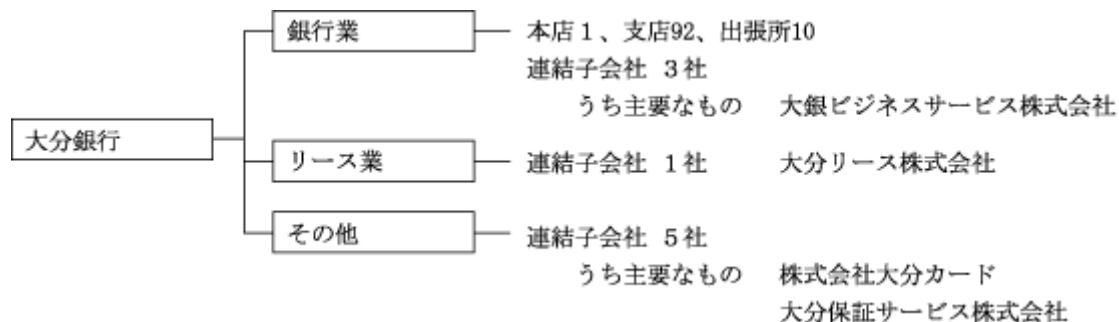 銀行業 本店1、支店92、出張所10
連結子会社 3社
うち主要なもの 大銀ビジネスサービス株式会社
大分銀行
リース業 連結子会社 1社 大分リース株式会社
その他 連結子会社 5社
うち主要なもの 株式会社大分カード
大分保証サービス株式会社